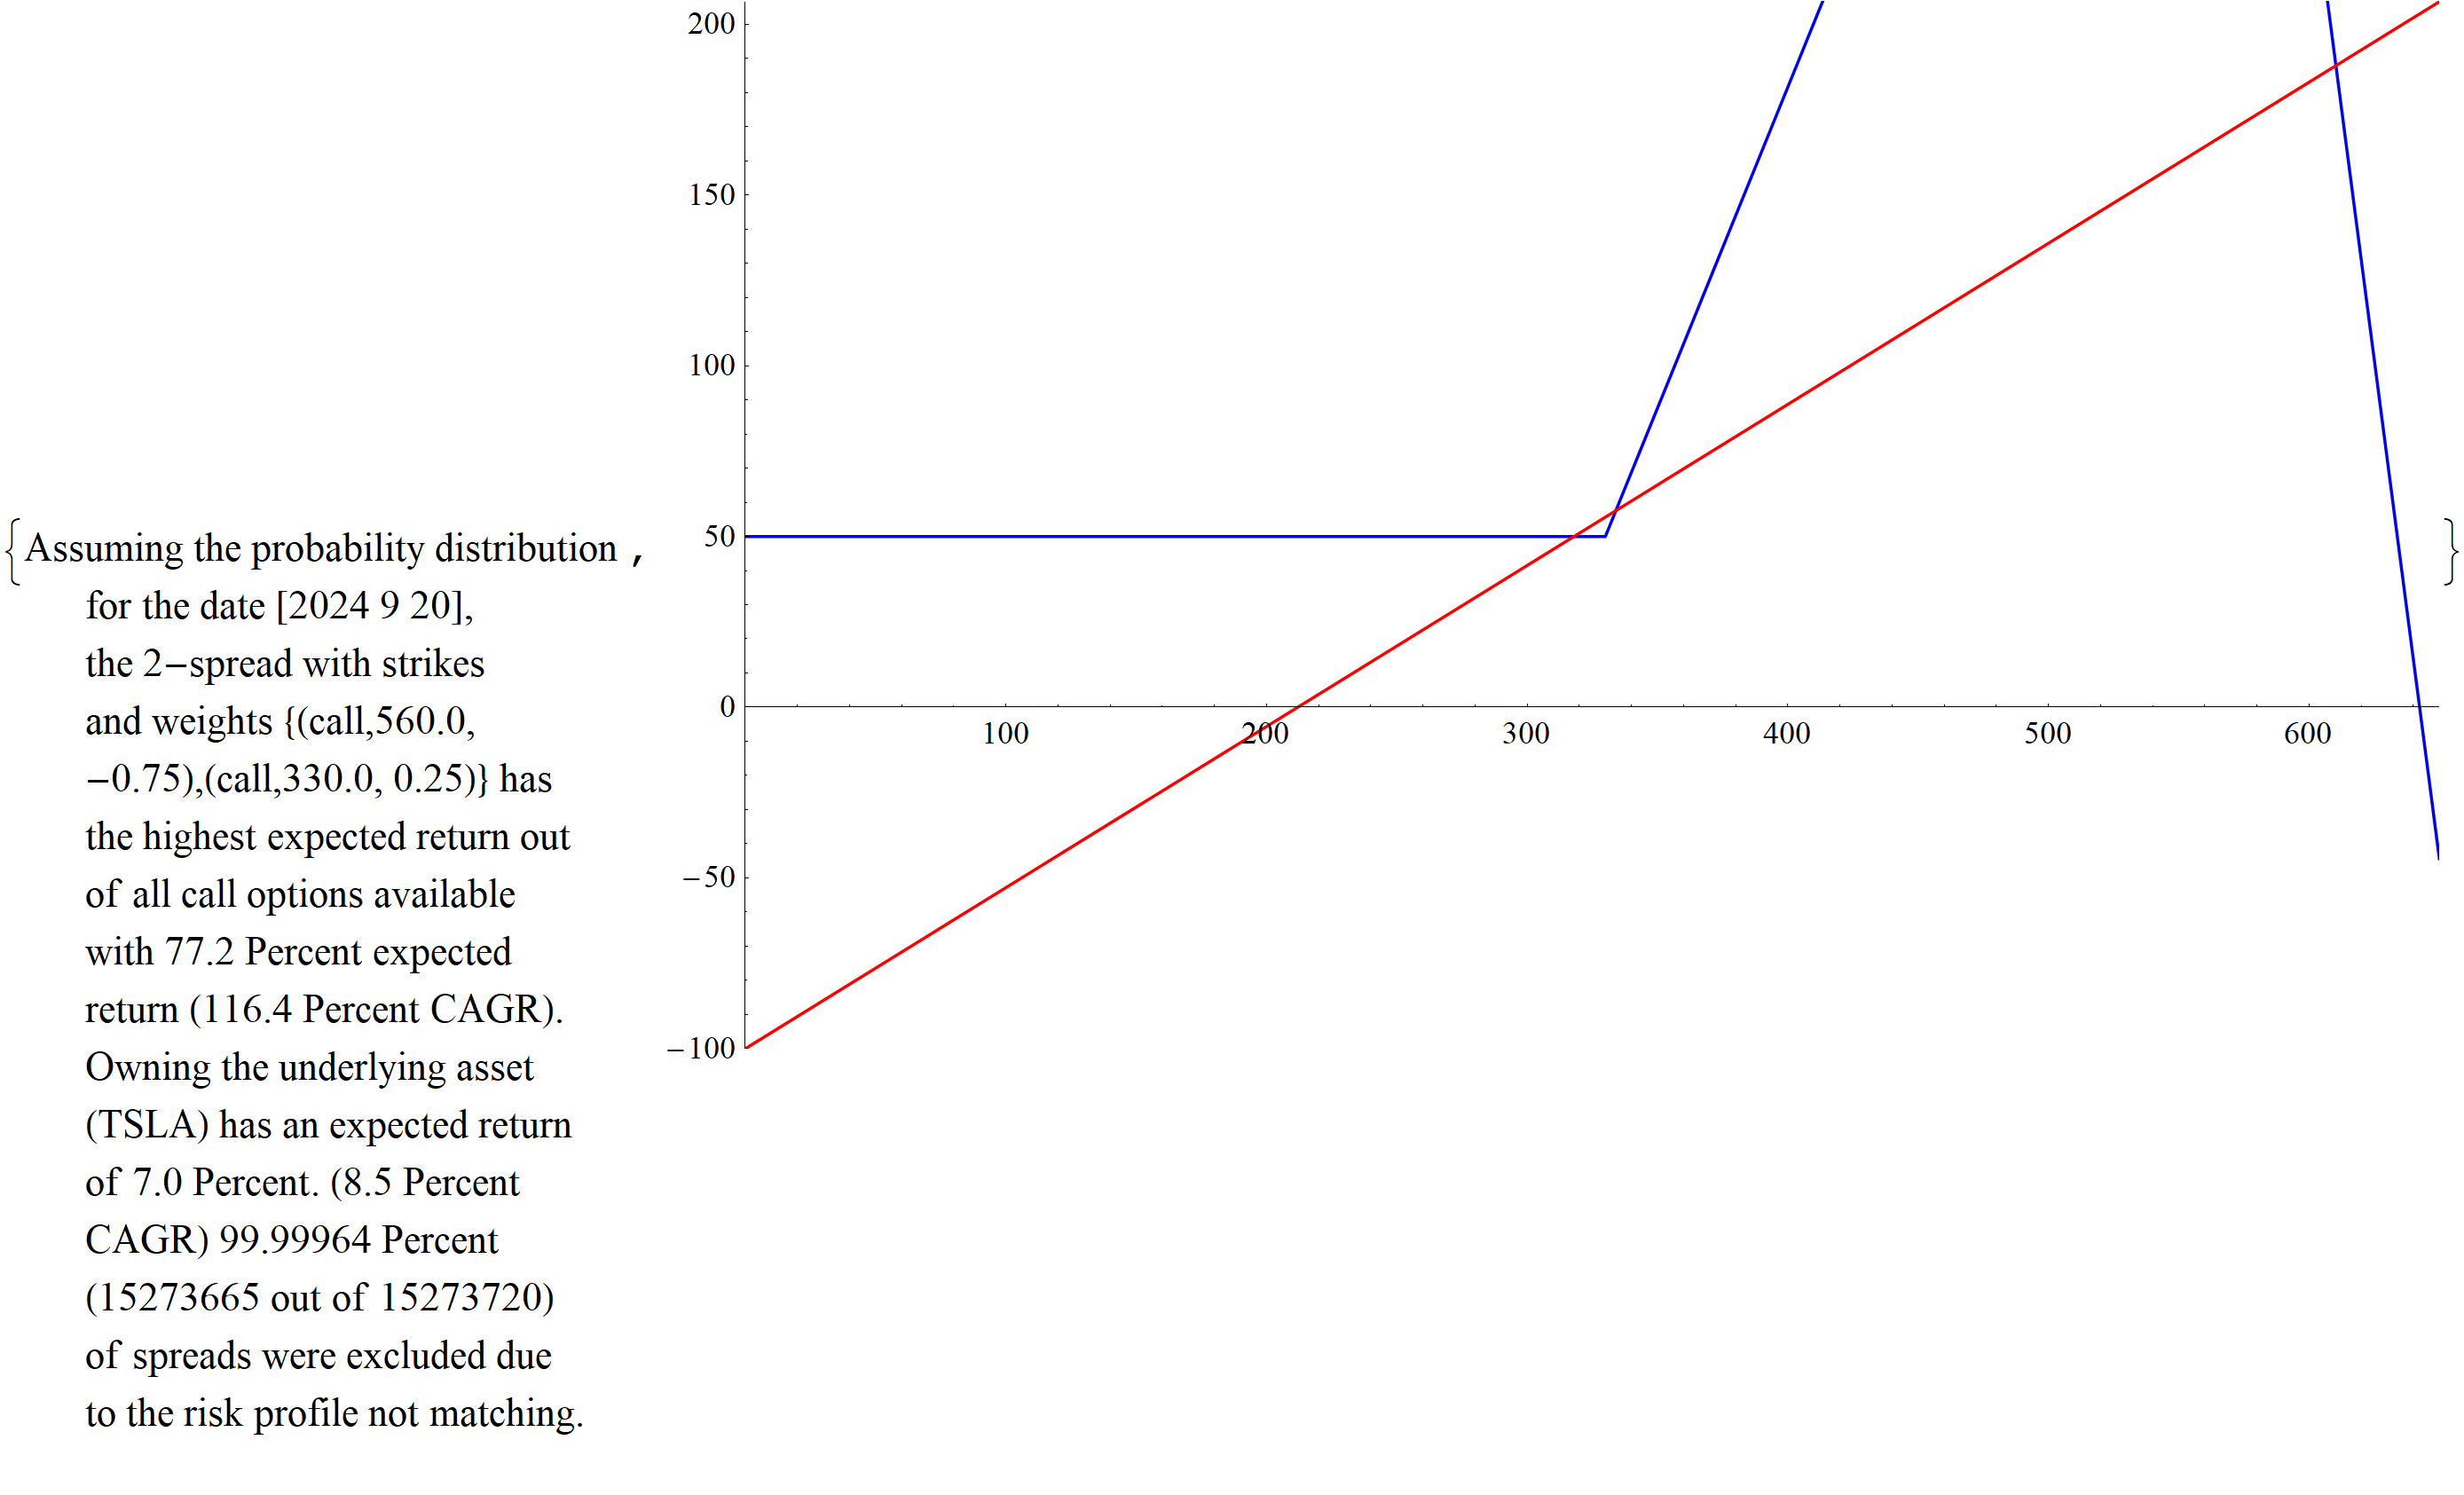 {Assuming the probability distribution ,
for the date [2024 9 20],
the 2−spread with strikes
and weights {(call,560.0,
−0.75),(call,330.0, 0.25)} has
the highest expected return out
of all call options available
with 77.2 Percent expected
return (116.4 Percent CAGR).
Owning the underlying asset
(TSLA) has an expected return
of 7.0 Percent. (8.5 Percent
CAGR) 99.99964 Percent
(15273665 out of 15273720)
of spreads were excluded due
to the risk profile not matching.
200
150
100
50
0
−50
−100
100 200 300 400 500 600
}